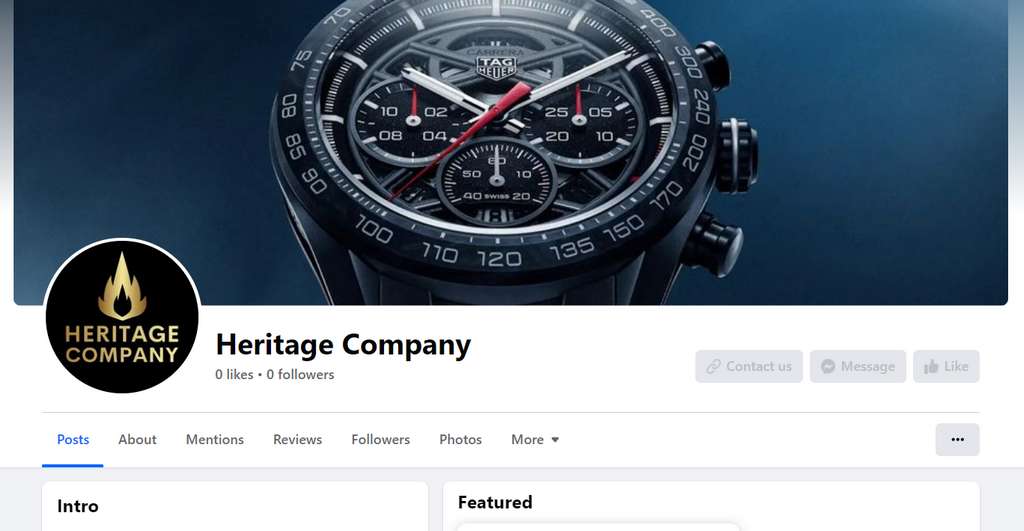 70
75
80
85
90
100
110
120
135
150
170
200
240
300
400
CARRERA
TAG
HEUER
10 02
08 04
25 05
20 10
60
50 10
40 SWISS 20
HERITAGE
COMPANY
Heritage Company
0 likes • 0 followers
Contact us
Message
Like
Posts
About
Mentions
Reviews
Followers
Photos
More
Intro
Featured